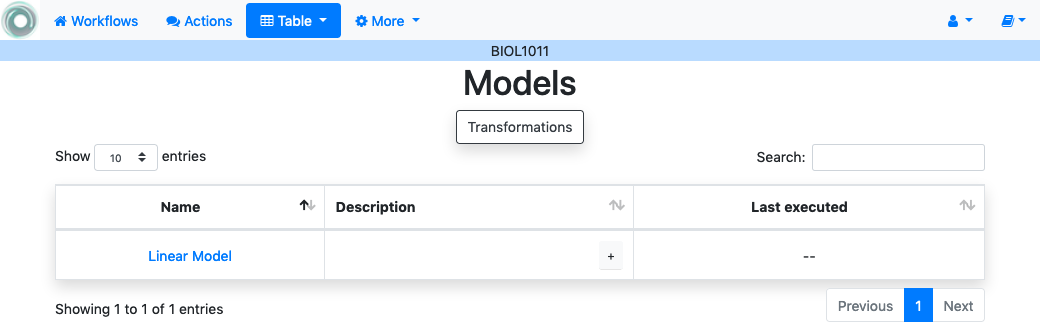 Workflows Actions Table More
BIOL1011
Models
Transformations
Show 10 entries Search:
Name Description Last executed
Linear Model + --
Showing 1 to 1 of 1 entries Previous 1 Next